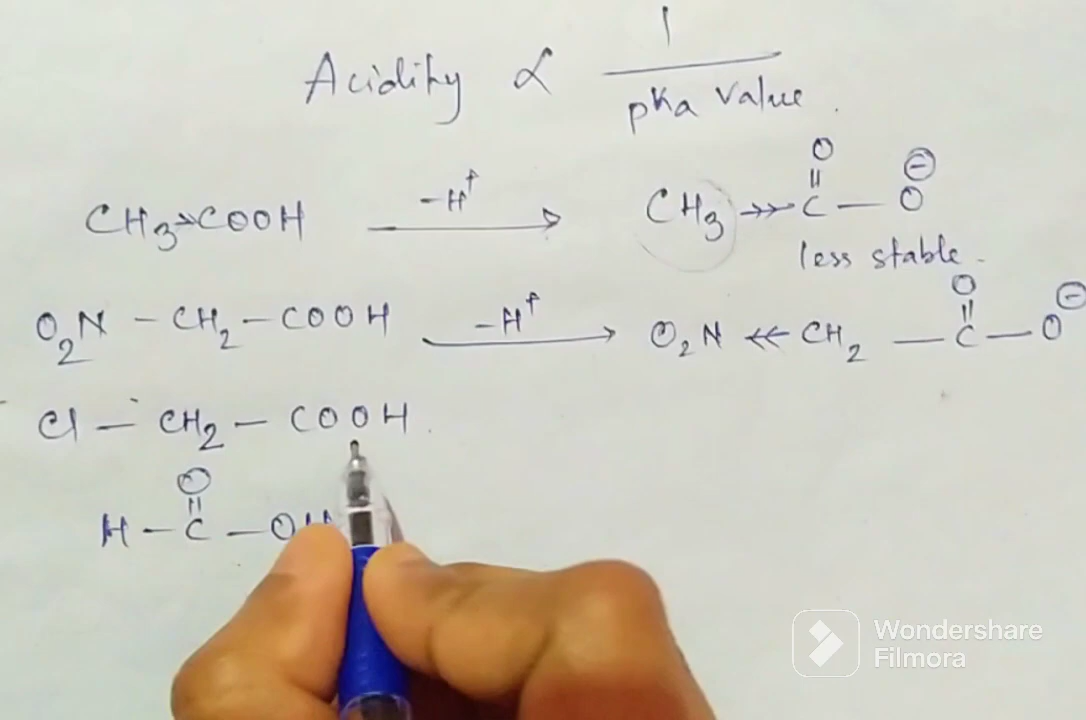 Acidity ∝ 1 / pKa value.
CH₃→COOH —(-H⁺)→ CH₃→→C(=O)—O⊖
less stable.
O₂N – CH₂ – COOH —(-H⁺)→ O₂N ←← CH₂ — C(=O) — O⊖
Cl — CH₂ — COOH.
H — C(=O) — OH
Wondershare
Filmora